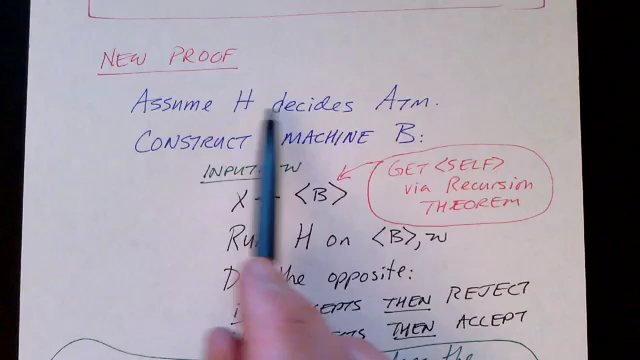 NEW PROOF
Assume H decides ATM.
CONSTRUCT MACHINE B:
INPUT: w
X ← <B>
GET <SELF>
via Recursion
THEOREM
Run H on <B>, w
the opposite:
THEN REJECT
THEN ACCEPT
the